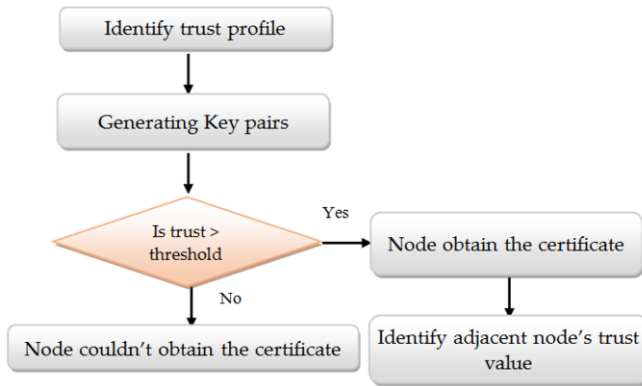 Identify trust profile
Generating Key pairs
Is trust >
threshold
Yes
Node obtain the certificate
No
Node couldn't obtain the certificate
Identify adjacent node's trust
value